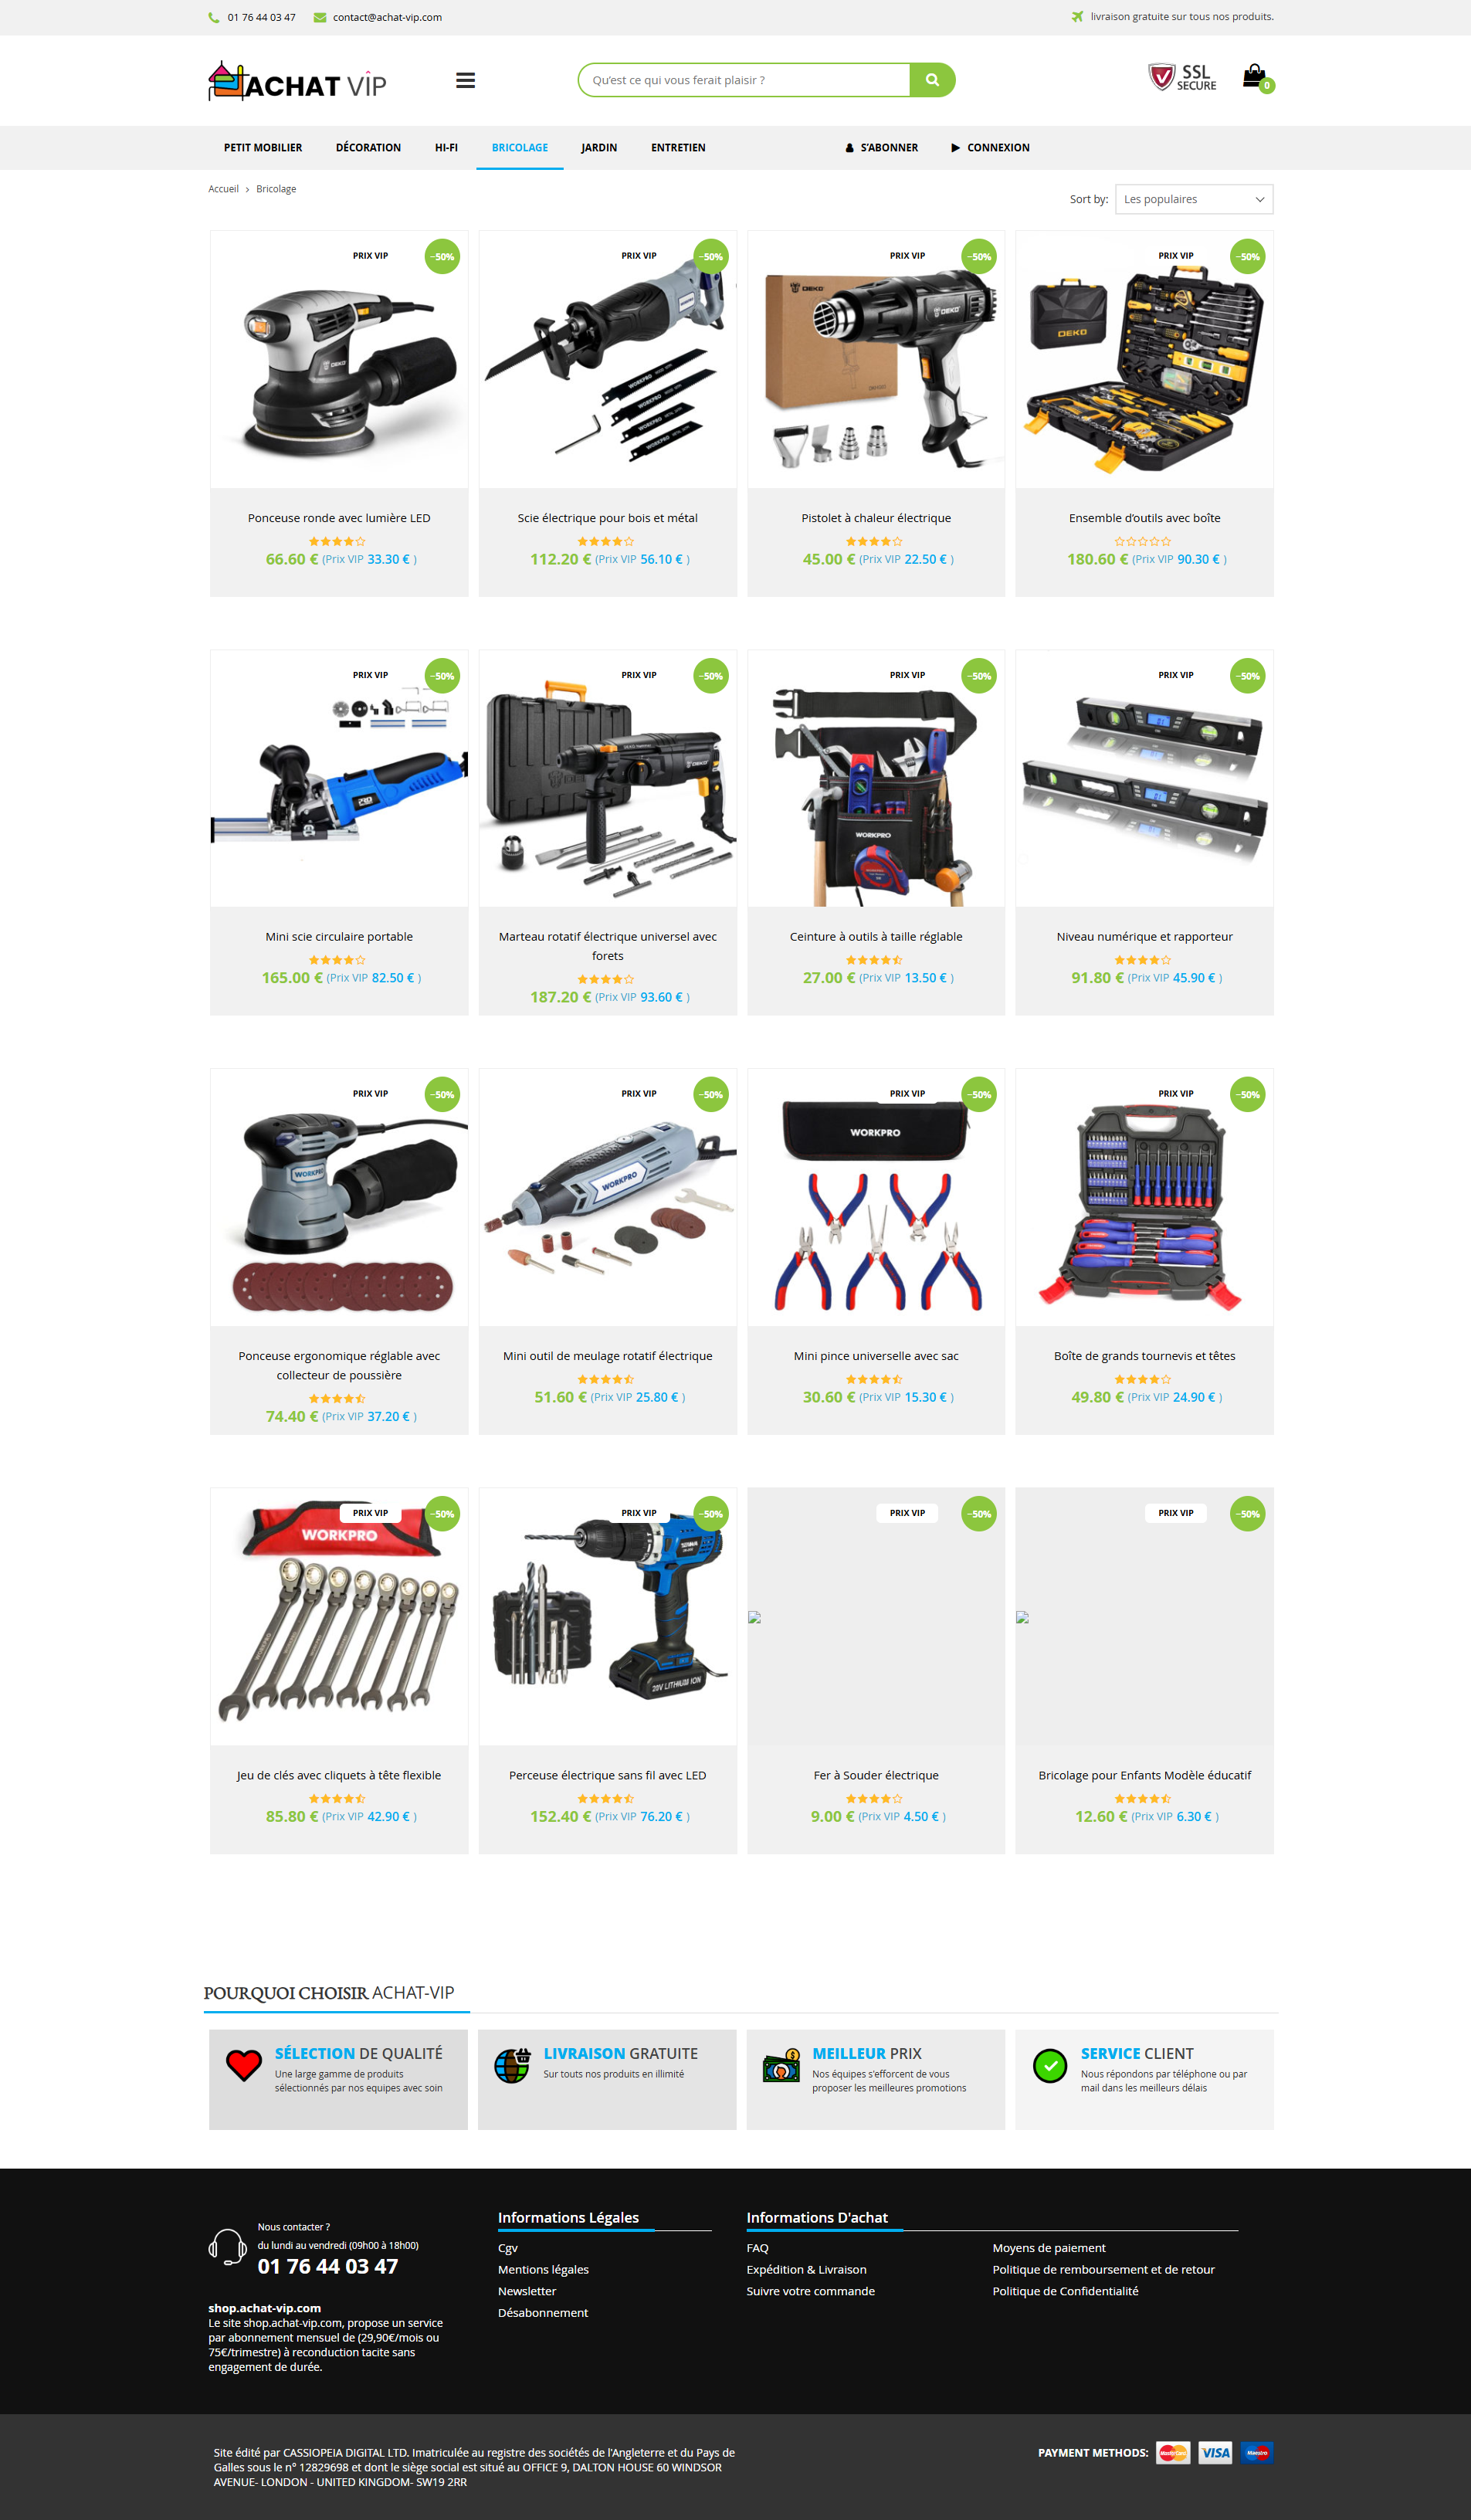 01 76 44 03 47
contact@achat-vip.com
livraison gratuite sur tous nos produits.
ACHAT VIP
Qu'est ce qui vous ferait plaisir ?
SSL
SECURE
0
PETIT MOBILIER
DÉCORATION
HI-FI
BRICOLAGE
JARDIN
ENTRETIEN
S'ABONNER
CONNEXION
Accueil > Bricolage
Sort by:
Les populaires
PRIX VIP
-50%
PRIX VIP
-50%
PRIX VIP
-50%
PRIX VIP
-50%
DEKO
WORKPRO
DEKO
DEKO
DEKO
Ponceuse ronde avec lumière LED
66.60 € (Prix VIP 33.30 € )
Scie électrique pour bois et métal
112.20 € (Prix VIP 56.10 € )
Pistolet à chaleur électrique
45.00 € (Prix VIP 22.50 € )
Ensemble d'outils avec boîte
180.60 € (Prix VIP 90.30 € )
PRIX VIP
-50%
PRIX VIP
-50%
PRIX VIP
-50%
PRIX VIP
-50%
DEKO
WORKPRO
Mini scie circulaire portable
165.00 € (Prix VIP 82.50 € )
Marteau rotatif électrique universel avec
forets
187.20 € (Prix VIP 93.60 € )
Ceinture à outils à taille réglable
27.00 € (Prix VIP 13.50 € )
Niveau numérique et rapporteur
91.80 € (Prix VIP 45.90 € )
PRIX VIP
-50%
PRIX VIP
-50%
PRIX VIP
-50%
PRIX VIP
-50%
WORKPRO
WORKPRO
WORKPRO
Ponceuse ergonomique réglable avec
collecteur de poussière
74.40 € (Prix VIP 37.20 € )
Mini outil de meulage rotatif électrique
51.60 € (Prix VIP 25.80 € )
Mini pince universelle avec sac
30.60 € (Prix VIP 15.30 € )
Boîte de grands tournevis et têtes
49.80 € (Prix VIP 24.90 € )
PRIX VIP
-50%
PRIX VIP
-50%
PRIX VIP
-50%
PRIX VIP
-50%
WORKPRO
WORKPRO
20V LITHIUM ION
Jeu de clés avec cliquets à tête flexible
85.80 € (Prix VIP 42.90 € )
Perceuse électrique sans fil avec LED
152.40 € (Prix VIP 76.20 € )
Fer à Souder électrique
9.00 € (Prix VIP 4.50 € )
Bricolage pour Enfants Modèle éducatif
12.60 € (Prix VIP 6.30 € )
POURQUOI CHOISIR ACHAT-VIP
SÉLECTION DE QUALITÉ
Une large gamme de produits
sélectionnés par nos equipes avec soin
LIVRAISON GRATUITE
Sur touts nos produits en illimité
MEILLEUR PRIX
Nos équipes s'efforcent de vous
proposer les meilleures promotions
SERVICE CLIENT
Nous répondons par téléphone ou par
mail dans les meilleurs délais
Nous contacter ?
du lundi au vendredi (09h00 à 18h00)
01 76 44 03 47
shop.achat-vip.com
Le site shop.achat-vip.com, propose un service
par abonnement mensuel de (29,90€/mois ou
75€/trimestre) à reconduction tacite sans
engagement de durée.
Informations Légales
Cgv
Mentions légales
Newsletter
Désabonnement
Informations D'achat
FAQ
Expédition & Livraison
Suivre votre commande
Moyens de paiement
Politique de remboursement et de retour
Politique de Confidentialité
Site édité par CASSIOPEIA DIGITAL LTD. Imatriculée au registre des sociétés de l'Angleterre et du Pays de
Galles sous le n° 12829698 et dont le siège social est situé au OFFICE 9, DALTON HOUSE 60 WINDSOR
AVENUE- LONDON - UNITED KINGDOM- SW19 2RR
PAYMENT METHODS:
MasterCard
VISA
Maestro